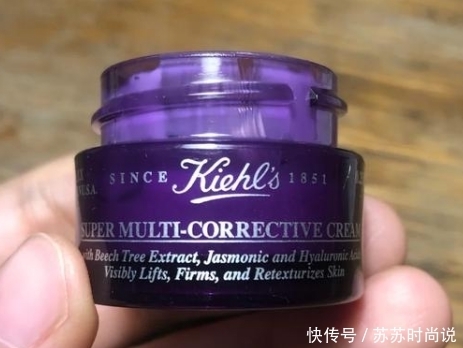 SINCE Kiehl's 1851
U.S.A.
SUPER MULTI-CORRECTIVE CREAM
with Beech Tree Extract, Jasmonic and Hyaluronic Acids
Visibly Lifts, Firms, and Retexturizes Skin
快传号/苏苏时尚说